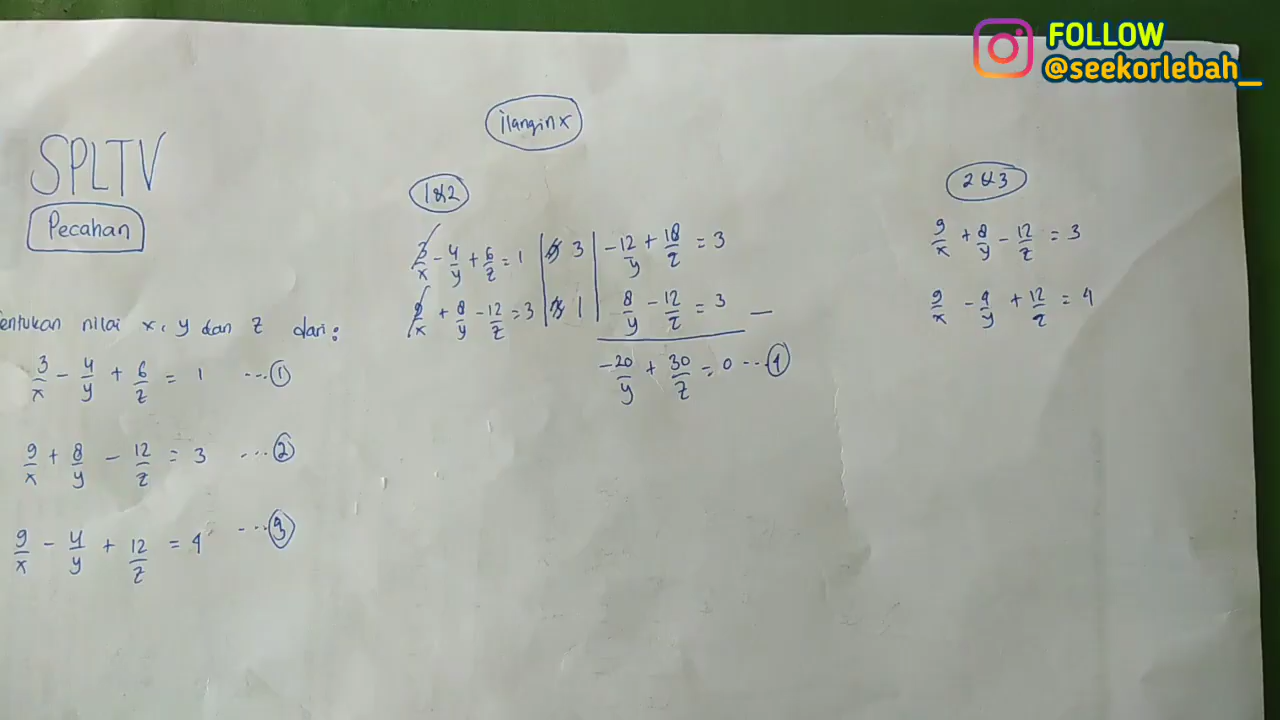 FOLLOW
@seekorlebah_
ilangin x
SPLTV
Pecahan
1&2
3/x - 4/y + 6/z = 1 | 3 | -12/y + 18/z = 3
9/x + 8/y - 12/z = 3 | 1 | 8/y - 12/z = 3 —
-20/y + 30/z = 0 ... 4
2&3
9/x + 8/y - 12/z = 3
9/x - 4/y + 12/z = 4
entukan nilai x, y dan z dari:
3/x - 4/y + 6/z = 1 ... 1
9/x + 8/y - 12/z = 3 ... 2
9/x - 4/y + 12/z = 4 ... 3